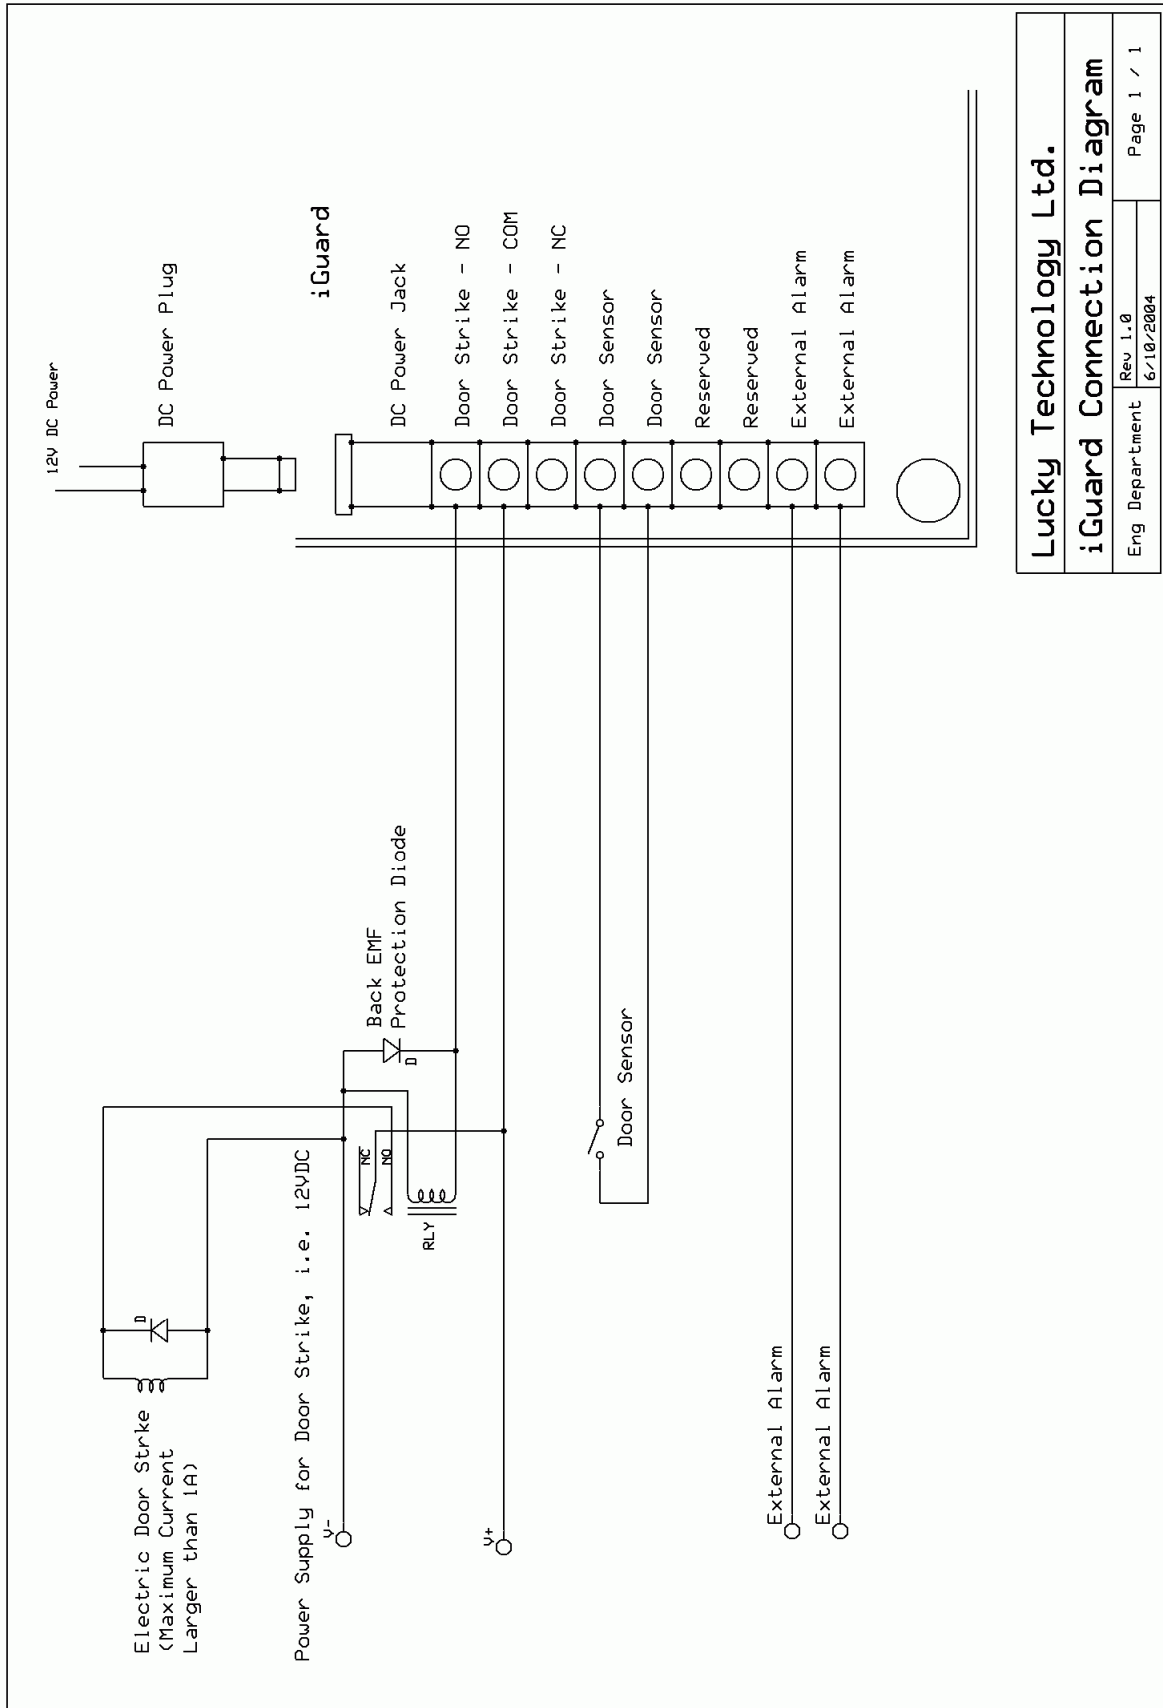 12V DC Power
DC Power Plug
iGuard
DC Power Jack
Door Strike - NO
Door Strike - COM
Door Strike - NC
Door Sensor
Door Sensor
Reserved
Reserved
External Alarm
External Alarm
Electric Door Strke
(Maximum Current
Larger than 1A)
D
Power Supply for Door Strike, i.e. 12VDC
V-
V+
Back EMF
Protection Diode
D
NC
NO
RLY
Door Sensor
External Alarm
External Alarm
Lucky Technology Ltd.
iGuard Connection Diagram
Eng Department
Rev 1.0
6/10/2004
Page 1 / 1